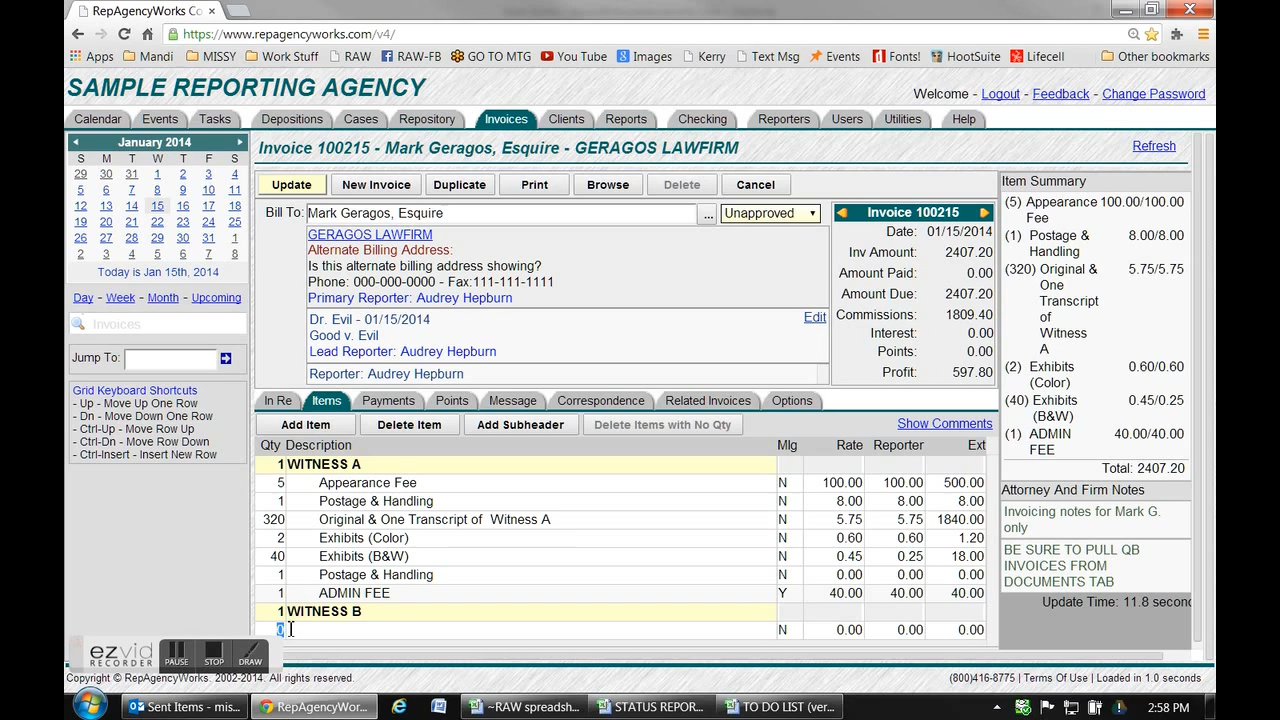 RepAgencyWorks Co
https://www.repagencyworks.com/v4/
Apps Mandi MISSY Work Stuff RAW RAW-FB GO TO MTG You Tube Images Kerry Text Msg Events Fonts! HootSuite Lifecell Other bookmarks
SAMPLE REPORTING AGENCY
Welcome - Logout - Feedback - Change Password
Calendar Events Tasks Depositions Cases Repository Invoices Clients Reports Checking Reporters Users Utilities Help
January 2014
S M T W T F S
29 30 31 1 2 3 4
5 6 7 8 9 10 11
12 13 14 15 16 17 18
19 20 21 22 23 24 25
26 27 28 29 30 31 1
2 3 4 5 6 7 8
Today is Jan 15th, 2014
Day - Week - Month - Upcoming
Invoices
Jump To:
Grid Keyboard Shortcuts
- Up - Move Up One Row
- Dn - Move Down One Row
- Ctrl-Up - Move Row Up
- Ctrl-Dn - Move Row Down
- Ctrl-Insert - Insert New Row
Invoice 100215 - Mark Geragos, Esquire - GERAGOS LAWFIRM
Refresh
Update New Invoice Duplicate Print Browse Delete Cancel
Bill To: Mark Geragos, Esquire ... Unapproved
GERAGOS LAWFIRM
Alternate Billing Address:
Is this alternate billing address showing?
Phone: 000-000-0000 - Fax:111-111-1111
Primary Reporter: Audrey Hepburn
Dr. Evil - 01/15/2014 Edit
Good v. Evil
Lead Reporter: Audrey Hepburn
Reporter: Audrey Hepburn
Invoice 100215
Date: 01/15/2014
Inv Amount: 2407.20
Amount Paid: 0.00
Amount Due: 2407.20
Commissions: 1809.40
Interest: 0.00
Points: 0.00
Profit: 597.80
In Re Items Payments Points Message Correspondence Related Invoices Options
Add Item Delete Item Add Subheader Delete Items with No Qty Show Comments
Qty Description Mlg Rate Reporter Ext
1 WITNESS A
5 Appearance Fee N 100.00 100.00 500.00
1 Postage & Handling N 8.00 8.00 8.00
320 Original & One Transcript of Witness A N 5.75 5.75 1840.00
2 Exhibits (Color) N 0.60 0.60 1.20
40 Exhibits (B&W) N 0.45 0.25 18.00
1 Postage & Handling N 0.00 0.00 0.00
1 ADMIN FEE Y 40.00 40.00 40.00
1 WITNESS B
0 N 0.00 0.00 0.00
Item Summary
(5) Appearance 100.00/100.00
Fee
(1) Postage & 8.00/8.00
Handling
(320) Original & 5.75/5.75
One
Transcript
of
Witness
A
(2) Exhibits 0.60/0.60
(Color)
(40) Exhibits 0.45/0.25
(B&W)
(1) ADMIN 40.00/40.00
FEE
Total: 2407.20
Attorney And Firm Notes
Invoicing notes for Mark G.
only
BE SURE TO PULL QB
INVOICES FROM
DOCUMENTS TAB
Update Time: 11.8 second
ezvid
RECORDER
PAUSE STOP DRAW
Copyright © RepAgencyWorks. 2002-2014. All rights reserved.
(800)416-8775 | Terms Of Use | Loaded in 1.0 seconds
Sent Items - mis... RepAgencyWor... ~RAW spreadsh... STATUS REPOR... TO DO LIST (ver... 2:58 PM